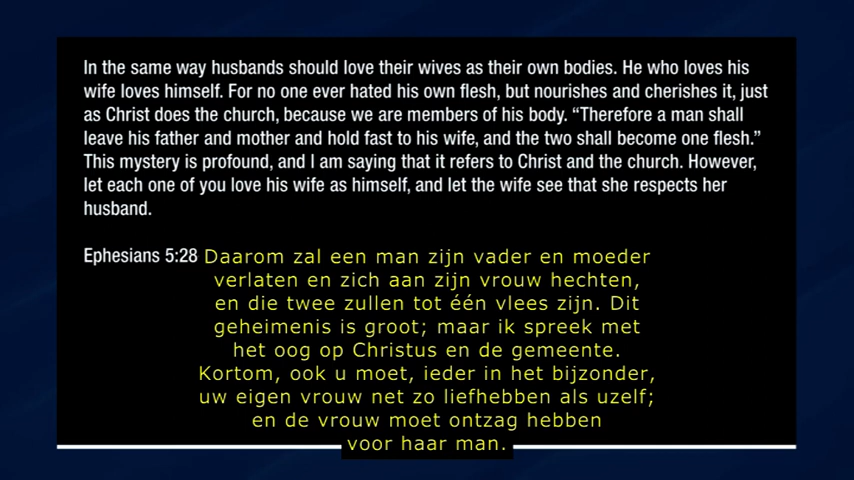 In the same way husbands should love their wives as their own bodies. He who loves his
wife loves himself. For no one ever hated his own flesh, but nourishes and cherishes it, just
as Christ does the church, because we are members of his body. “Therefore a man shall
leave his father and mother and hold fast to his wife, and the two shall become one flesh.”
This mystery is profound, and I am saying that it refers to Christ and the church. However,
let each one of you love his wife as himself, and let the wife see that she respects her
husband.
Ephesians 5:28
Daarom zal een man zijn vader en moeder
verlaten en zich aan zijn vrouw hechten,
en die twee zullen tot één vlees zijn. Dit
geheimenis is groot; maar ik spreek met
het oog op Christus en de gemeente.
Kortom, ook u moet, ieder in het bijzonder,
uw eigen vrouw net zo liefhebben als uzelf;
en de vrouw moet ontzag hebben
voor haar man.